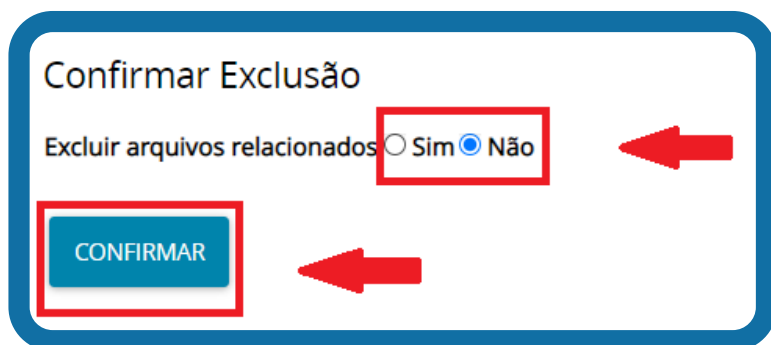 Confirmar Exclusão
Excluir arquivos relacionados Sim Não
CONFIRMAR